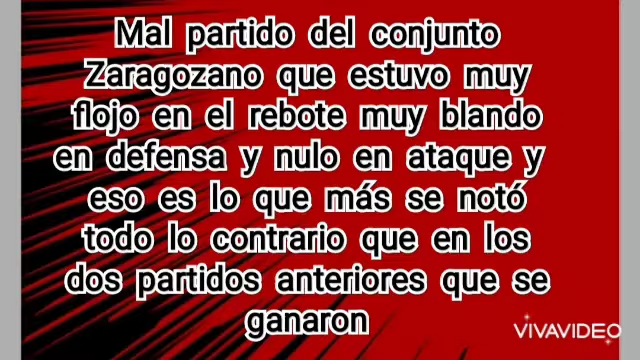 Mal partido del conjunto
Zaragozano que estuvo muy
flojo en el rebote muy blando
en defensa y nulo en ataque y
eso es lo que más se notó
todo lo contrario que en los
dos partidos anteriores que se
ganaron
VIVAVIDEO